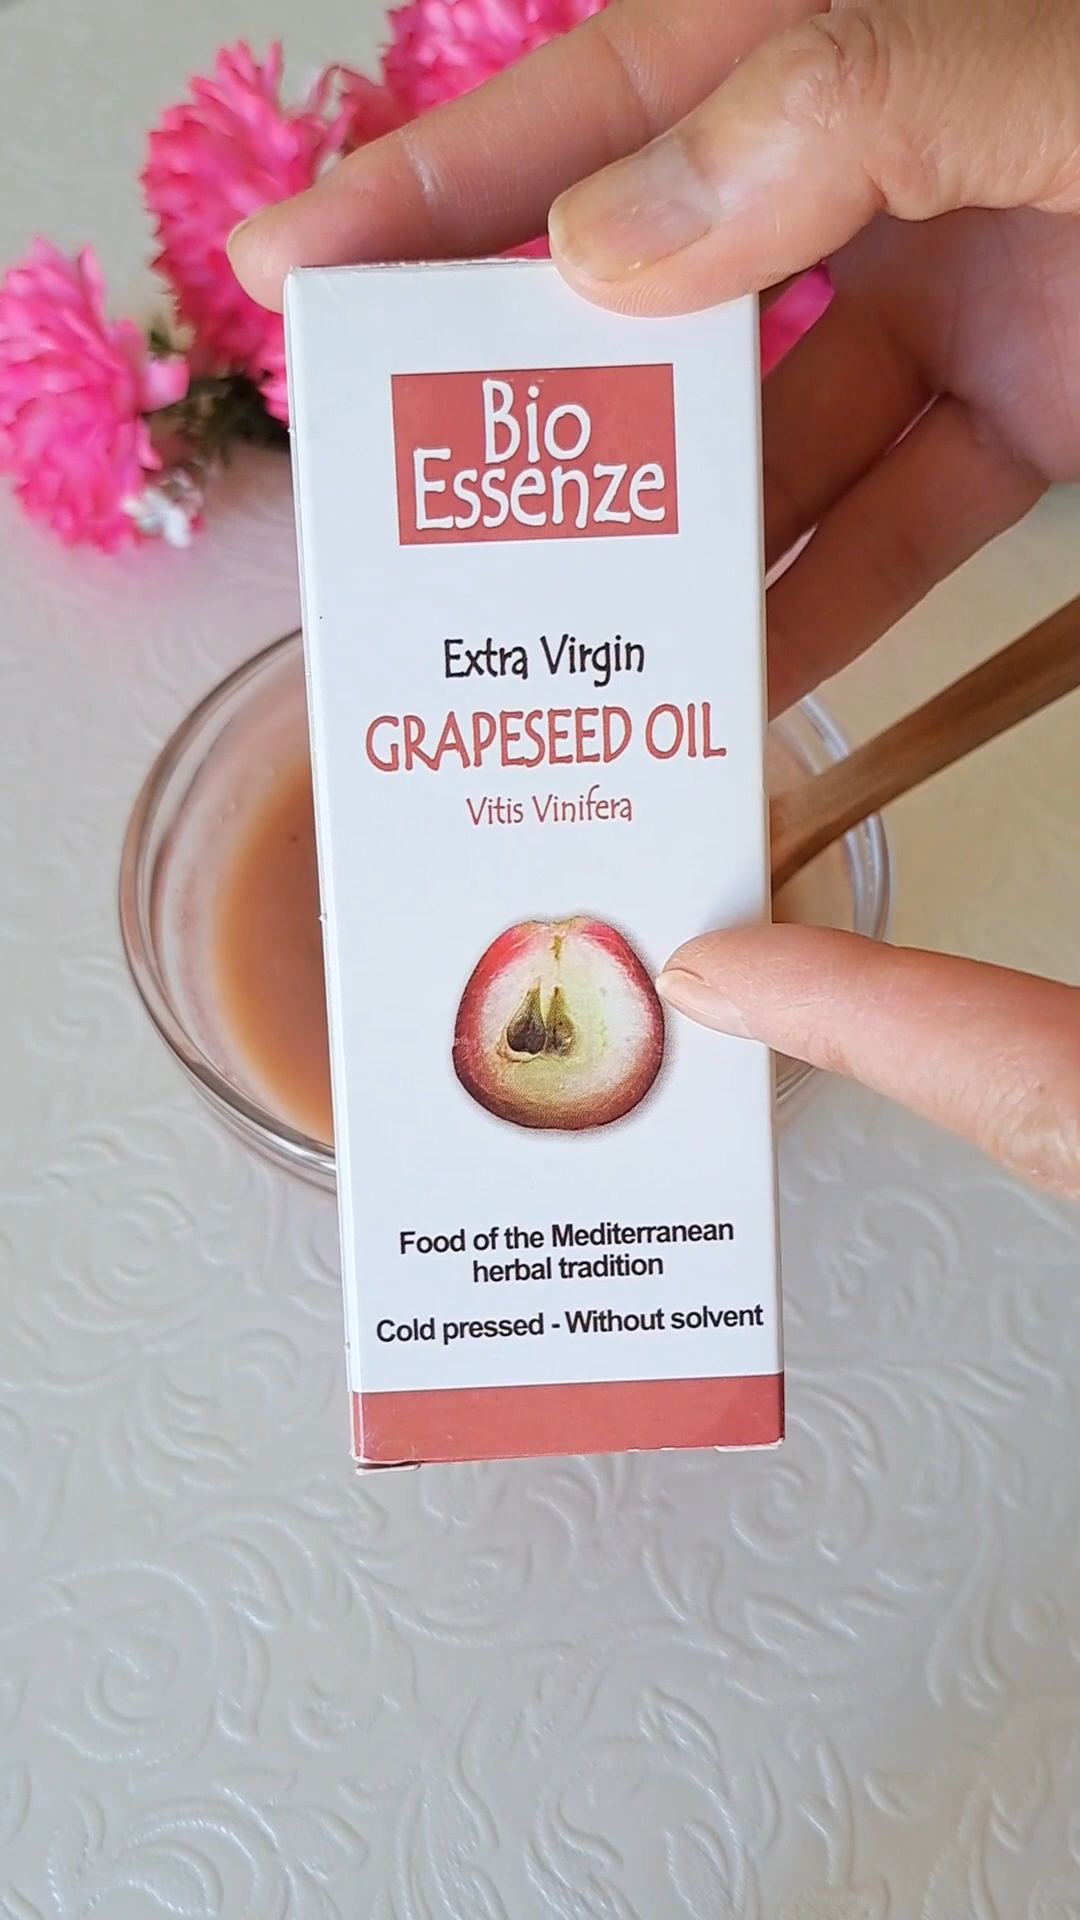 Bio
Essenze
Extra Virgin
GRAPESEED OIL
Vitis Vinifera
Food of the Mediterranean
herbal tradition
Cold pressed - Without solvent